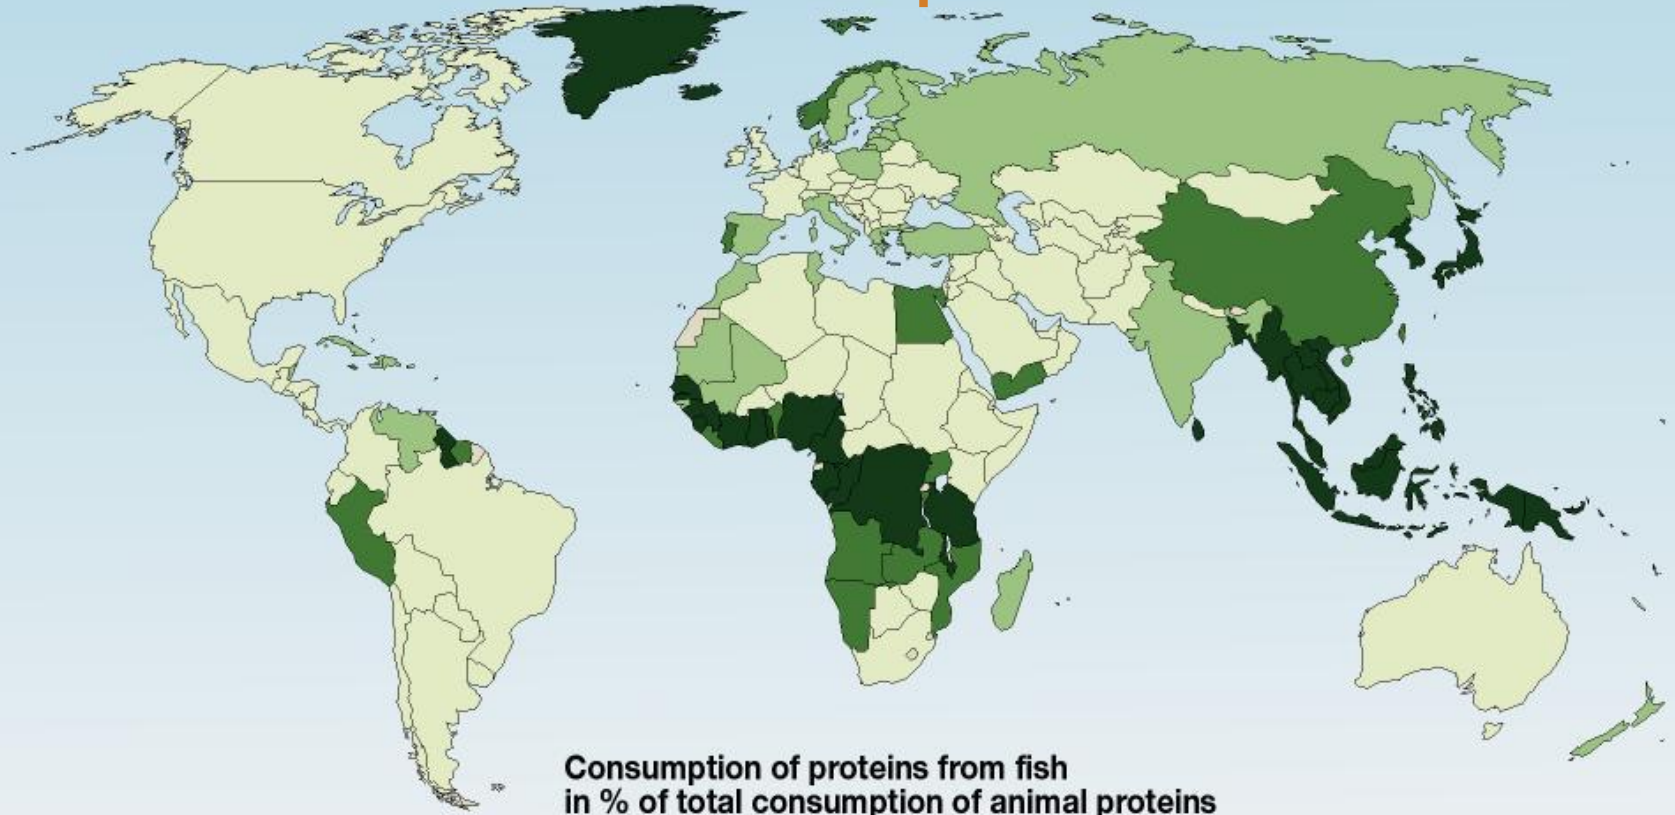 Consumption of proteins from fish
in % of total consumption of animal proteins